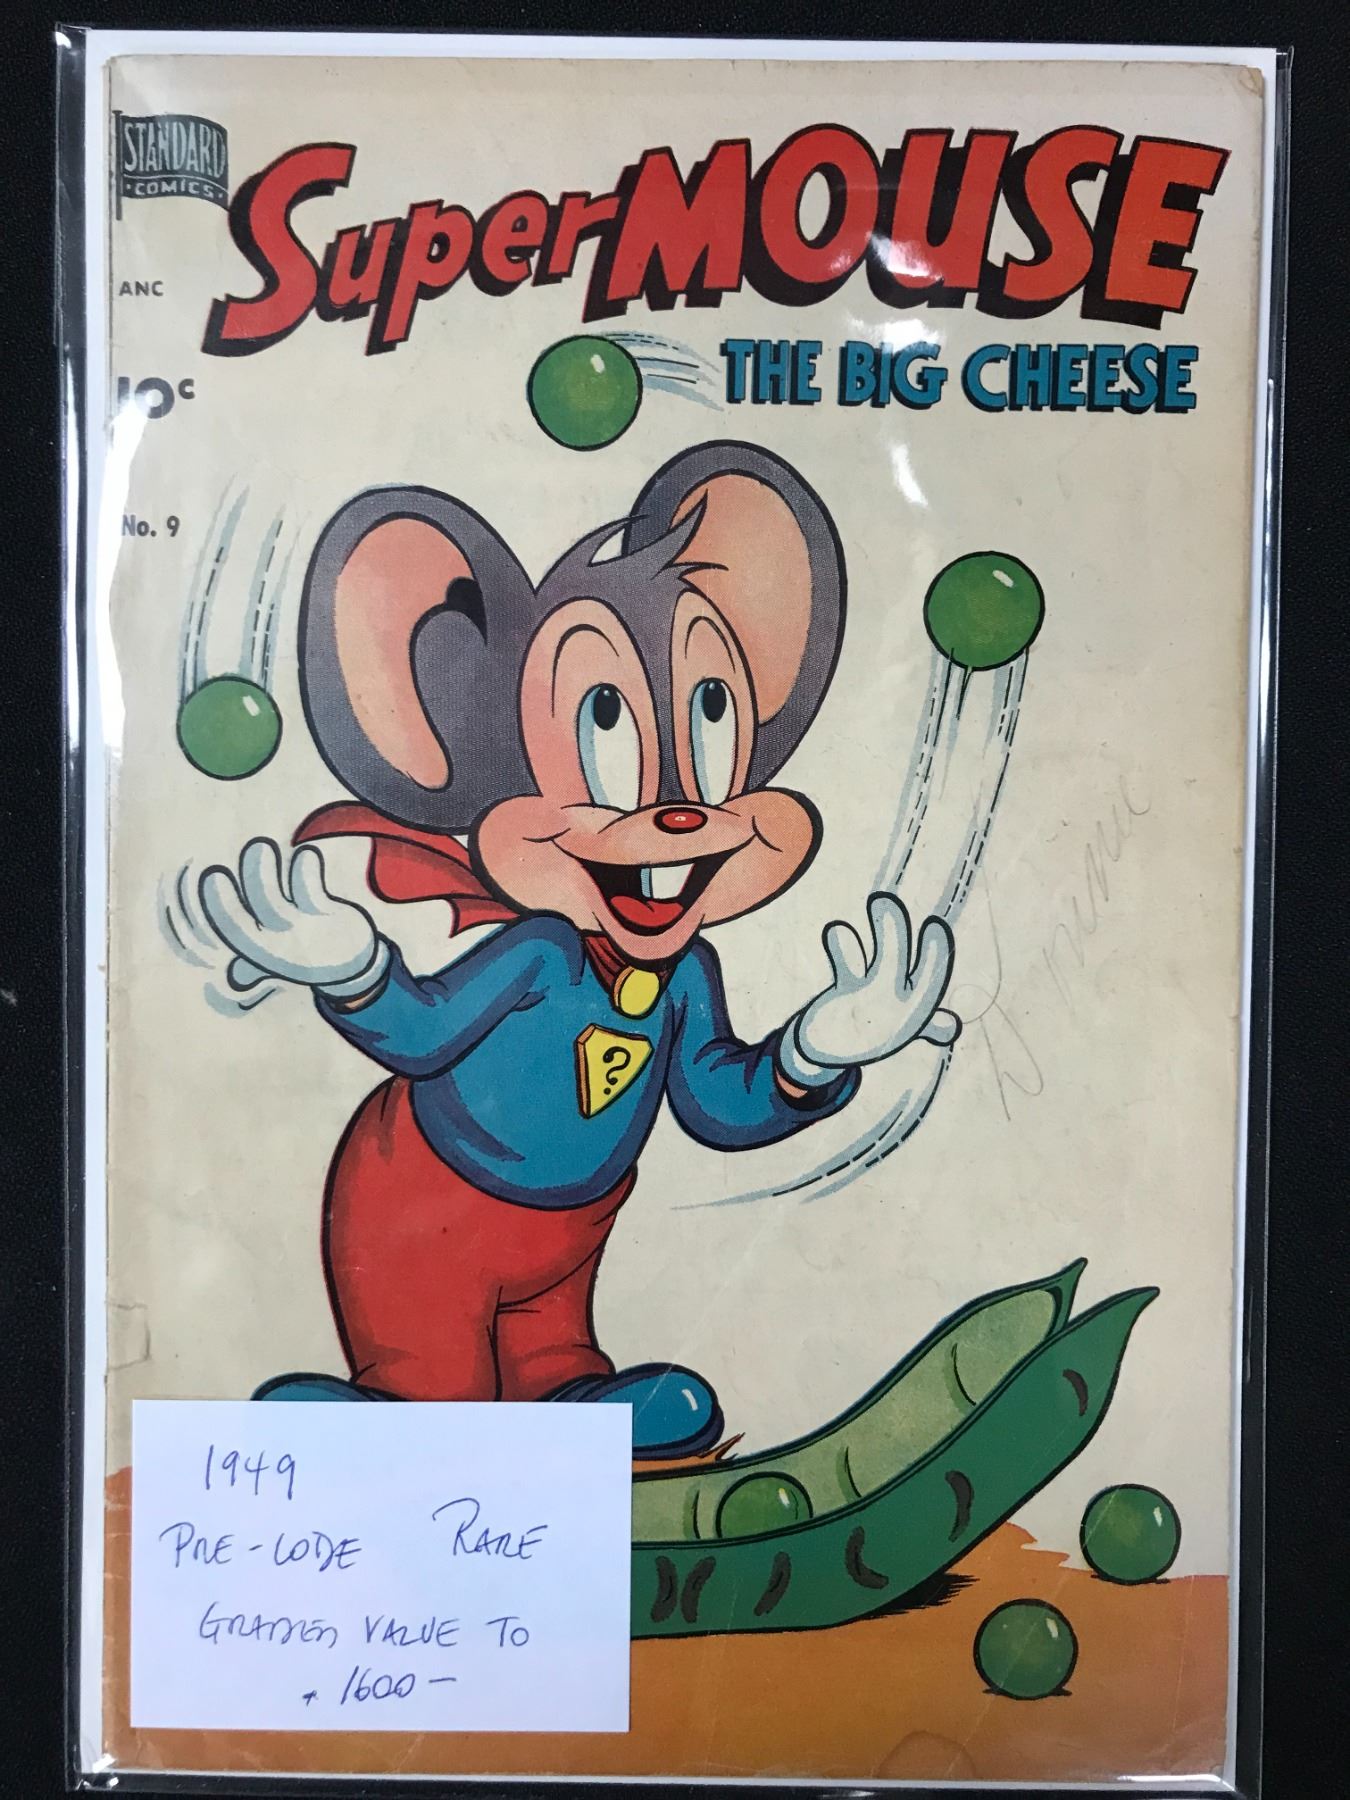 STANDARD
COMICS
SuperMOUSE
THE BIG CHEESE
ANC
10c
No. 9
?
1949
PRE-CODE RARE
GRADED VALUE TO
1600-